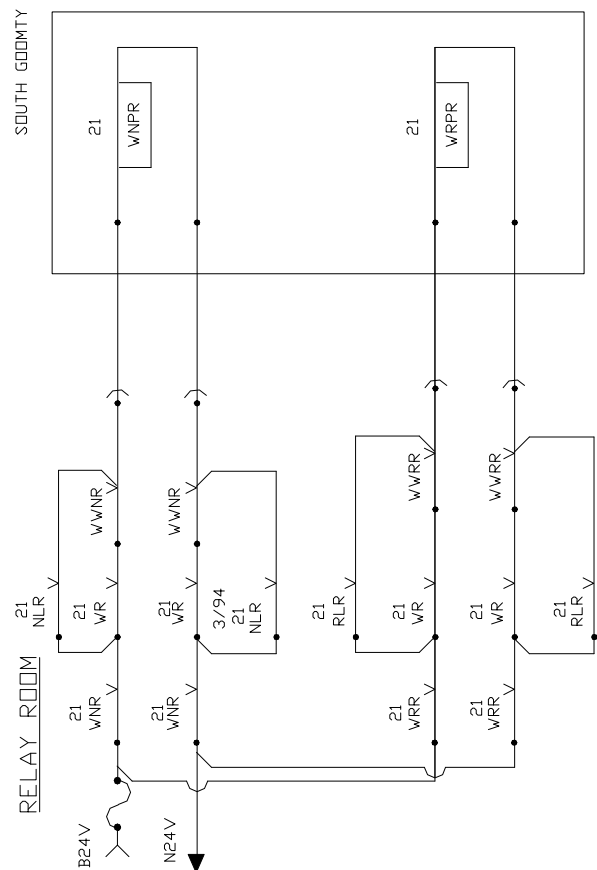 SOUTH GOOMTY
21
WNPR
21
WRPR
WWNR
WWNR
WWRR
WWRR
21
NLR
21
WR
21
WR
3/94
21
NLR
21
RLR
21
WR
21
WR
21
RLR
RELAY ROOM
21
WNR
21
WNR
21
WRR
21
WRR
B24V
N24V